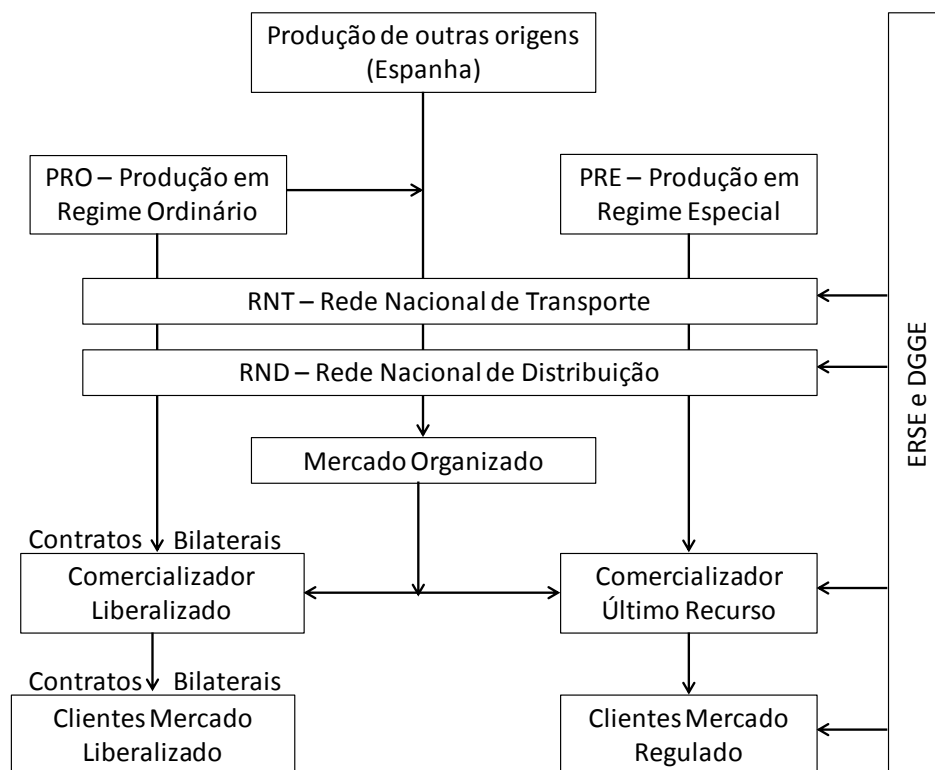 Produção de outras origens
(Espanha)
PRO – Produção em
Regime Ordinário
PRE – Produção em
Regime Especial
RNT – Rede Nacional de Transporte
RND – Rede Nacional de Distribuição
Mercado Organizado
Contratos Bilaterais
Comercializador
Liberalizado
Comercializador
Último Recurso
Contratos Bilaterais
Clientes Mercado
Liberalizado
Clientes Mercado
Regulado
ERSE e DGGE